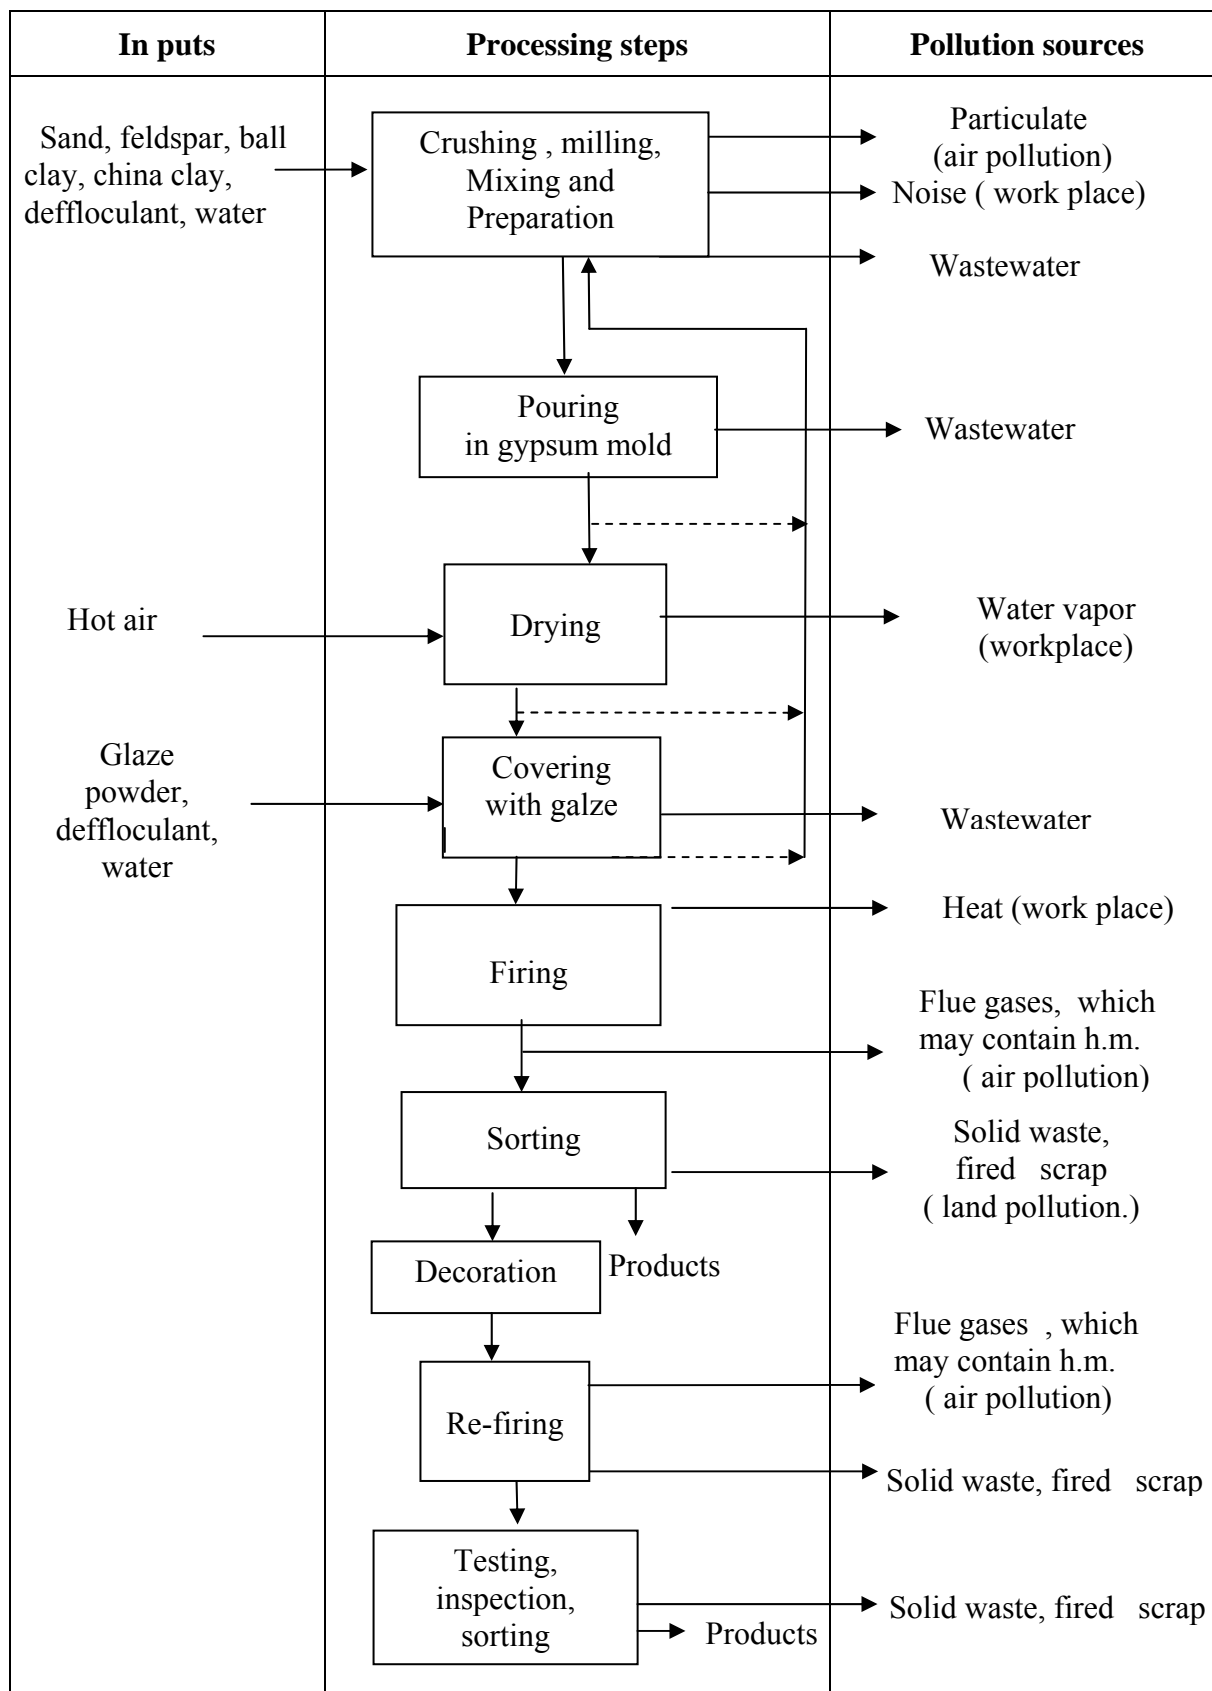 In puts
Processing steps
Pollution sources
Sand, feldspar, ball
clay, china clay,
deffloculant, water
Crushing , milling,
Mixing and
Preparation
Particulate
(air pollution)
Noise ( work place)
Wastewater
Pouring
in gypsum mold
Wastewater
Hot air
Drying
Water vapor
(workplace)
Glaze
powder,
deffloculant,
water
Covering
with galze
Wastewater
Heat (work place)
Firing
Flue gases, which
may contain h.m.
( air pollution)
Sorting
Solid waste,
fired scrap
( land pollution.)
Products
Decoration
Flue gases , which
may contain h.m.
( air pollution)
Re-firing
Solid waste, fired scrap
Testing,
inspection,
sorting
Solid waste, fired scrap
Products